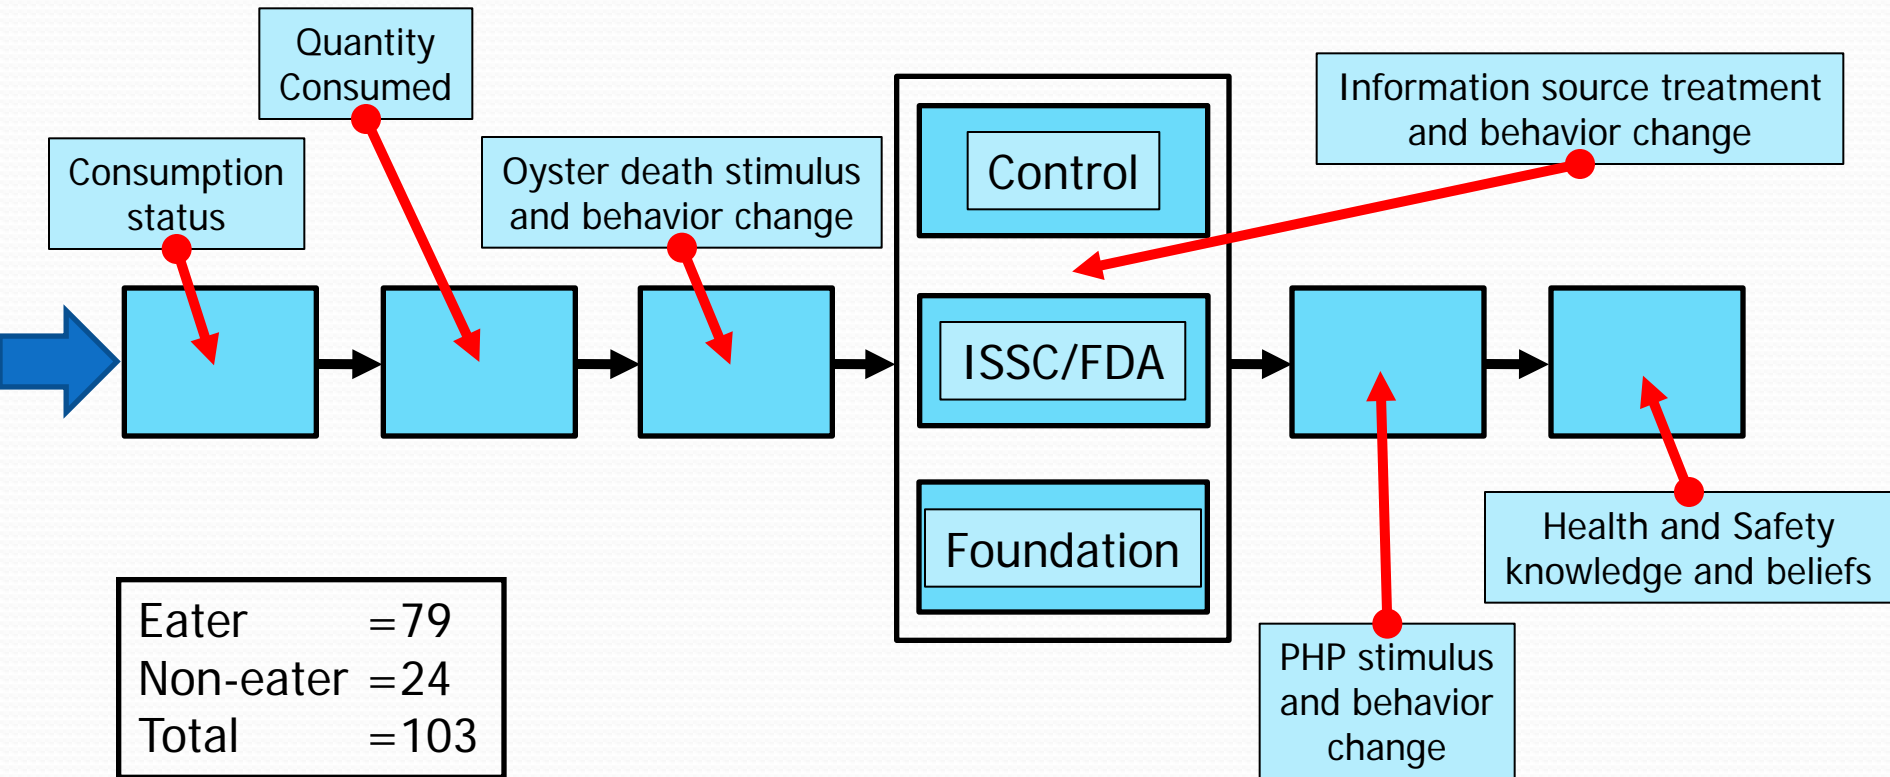 Quantity
Consumed
Consumption
status
Oyster death stimulus
and behavior change
Control
ISSC/FDA
Foundation
Information source treatment
and behavior change
Health and Safety
knowledge and beliefs
PHP stimulus
and behavior
change
Eater =79
Non-eater =24
Total =103